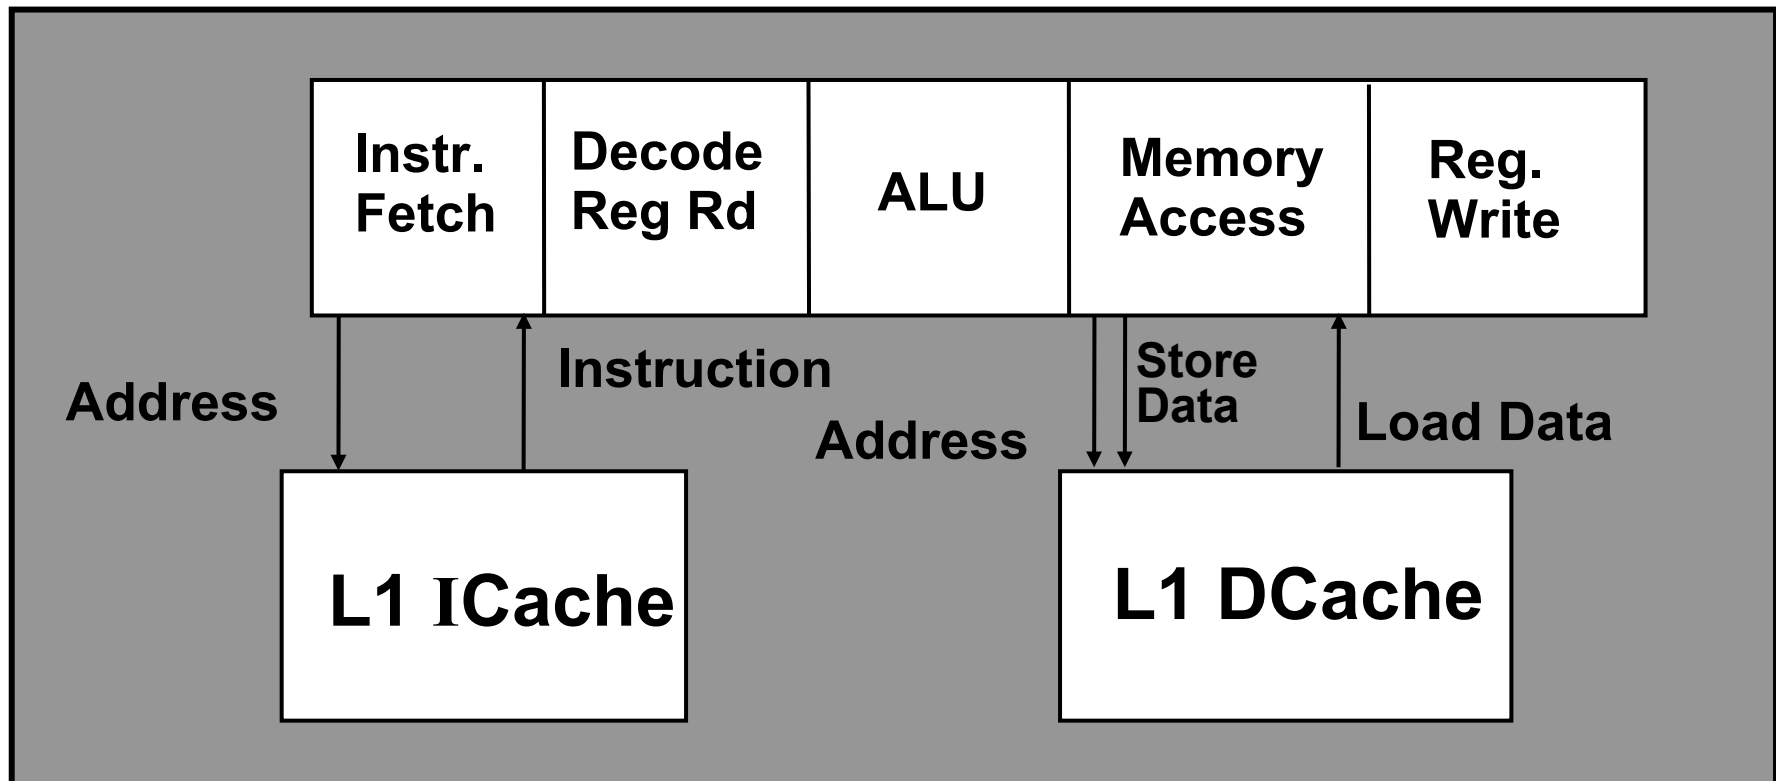 Instr.
Fetch
Decode
Reg Rd
ALU
Memory
Access
Reg.
Write
Address
Instruction
Address
Store
Data
Load Data
L1 ICache
L1 DCache